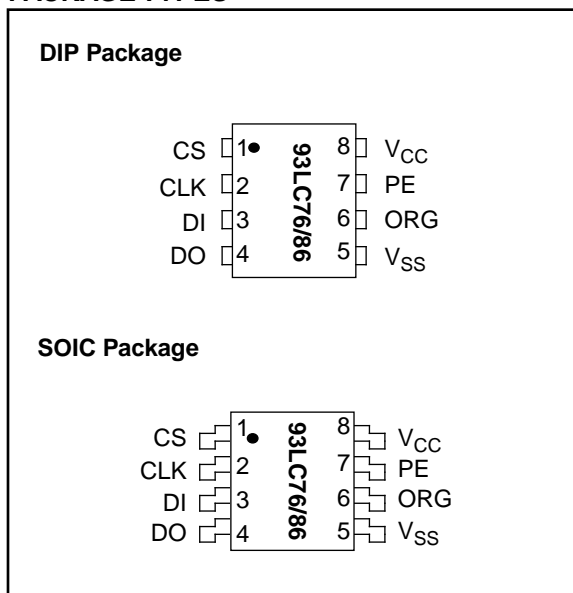 DIP Package
CS 1 8 VCC
CLK 2 7 PE
DI 3 6 ORG
DO 4 5 VSS
93LC76/86
SOIC Package
CS 1 8 VCC
CLK 2 7 PE
DI 3 6 ORG
DO 4 5 VSS
93LC76/86